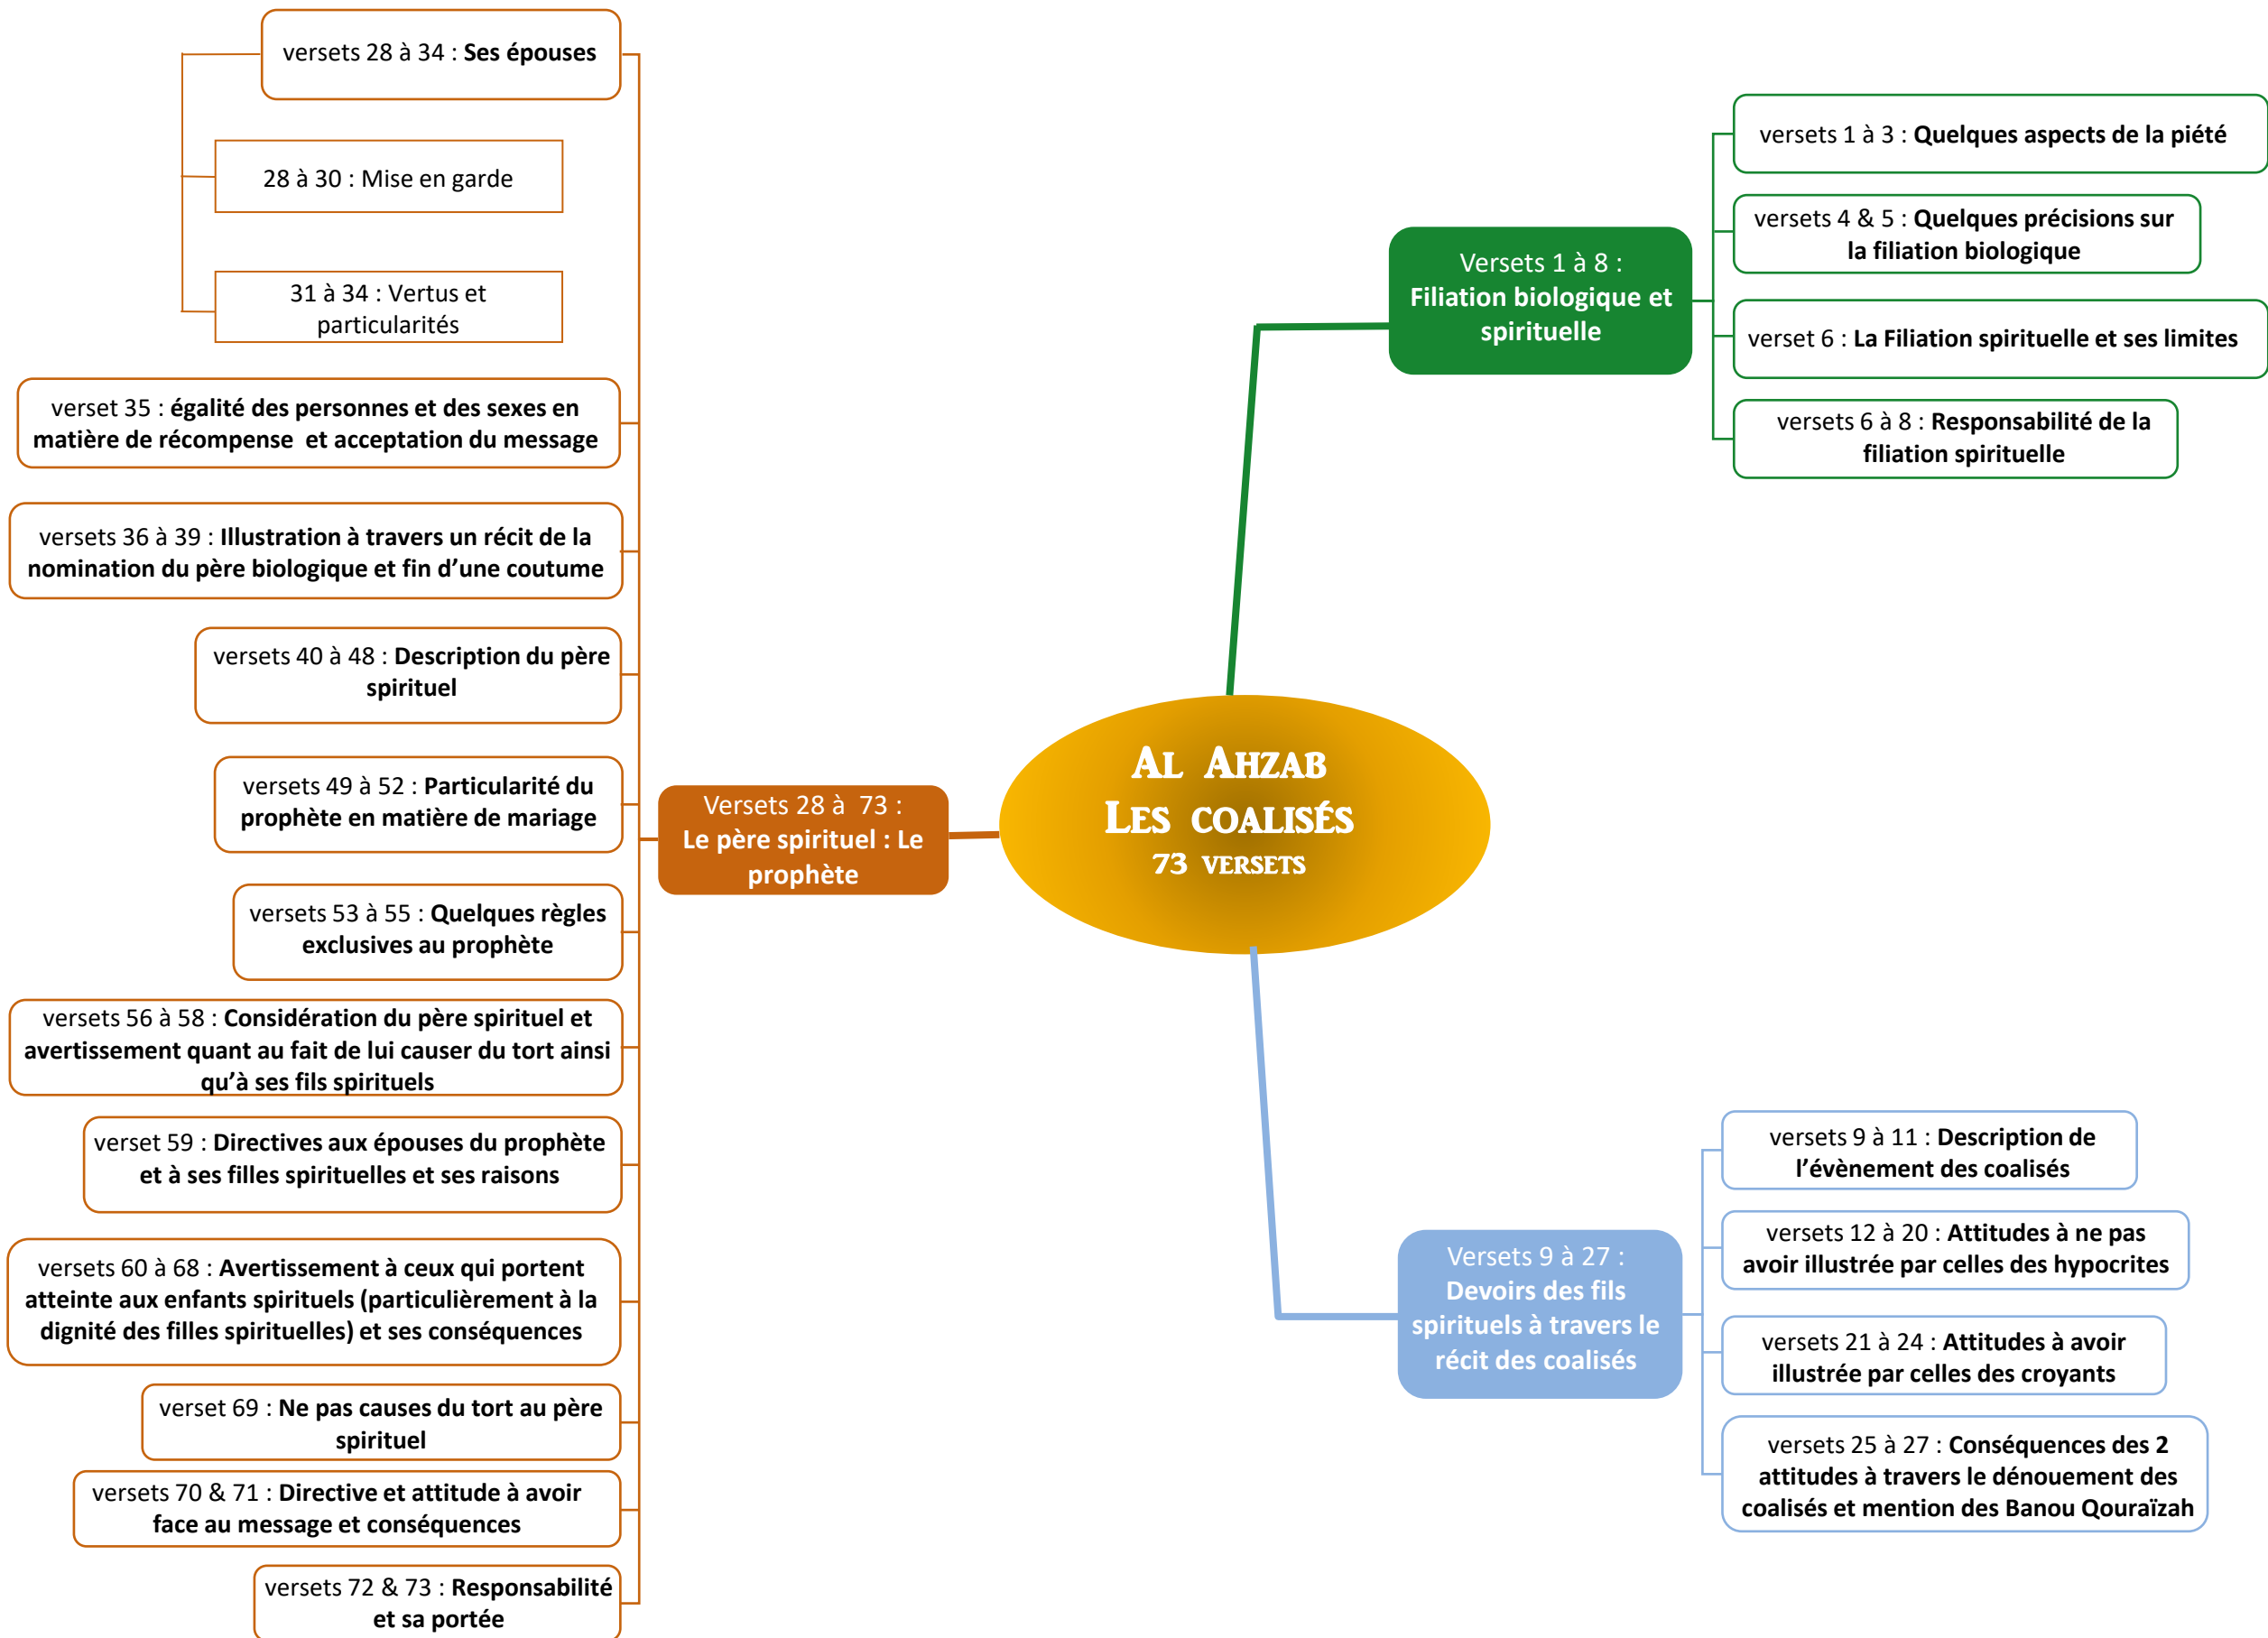 AL AHZAB
LES COALISÉS
73 VERSETS
Versets 1 à 8 :
Filiation biologique et
spirituelle
versets 1 à 3 : Quelques aspects de la piété
versets 4 & 5 : Quelques précisions sur
la filiation biologique
verset 6 : La Filiation spirituelle et ses limites
versets 6 à 8 : Responsabilité de la
filiation spirituelle
Versets 9 à 27 :
Devoirs des fils
spirituels à travers le
récit des coalisés
versets 9 à 11 : Description de
l’évènement des coalisés
versets 12 à 20 : Attitudes à ne pas
avoir illustrée par celles des hypocrites
versets 21 à 24 : Attitudes à avoir
illustrée par celles des croyants
versets 25 à 27 : Conséquences des 2
attitudes à travers le dénouement des
coalisés et mention des Banou Qouraïzah
Versets 28 à 73 :
Le père spirituel : Le
prophète
versets 28 à 34 : Ses épouses
28 à 30 : Mise en garde
31 à 34 : Vertus et
particularités
verset 35 : égalité des personnes et des sexes en
matière de récompense et acceptation du message
versets 36 à 39 : Illustration à travers un récit de la
nomination du père biologique et fin d’une coutume
versets 40 à 48 : Description du père
spirituel
versets 49 à 52 : Particularité du
prophète en matière de mariage
versets 53 à 55 : Quelques règles
exclusives au prophète
versets 56 à 58 : Considération du père spirituel et
avertissement quant au fait de lui causer du tort ainsi
qu’à ses fils spirituels
verset 59 : Directives aux épouses du prophète
et à ses filles spirituelles et ses raisons
versets 60 à 68 : Avertissement à ceux qui portent
atteinte aux enfants spirituels (particulièrement à la
dignité des filles spirituelles) et ses conséquences
verset 69 : Ne pas causes du tort au père
spirituel
versets 70 & 71 : Directive et attitude à avoir
face au message et conséquences
versets 72 & 73 : Responsabilité
et sa portée